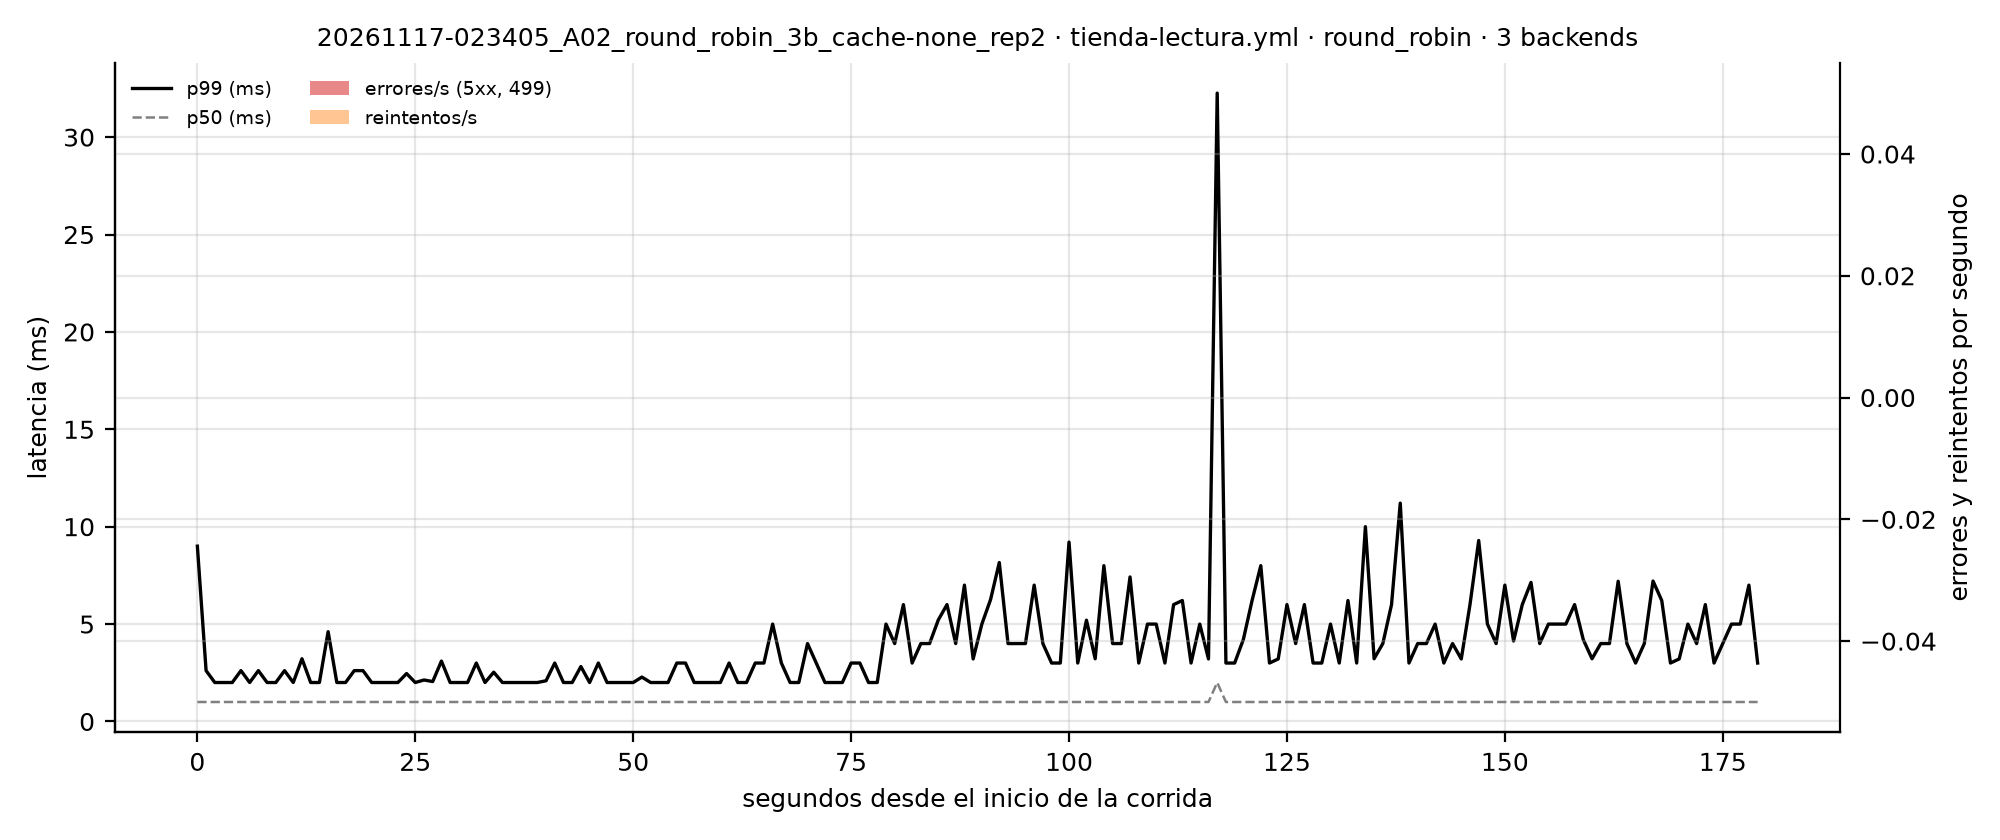 20261117-023405_A02_round_robin_3b_cache-none_rep2 · tienda-lectura.yml · round_robin · 3 backends
p99 (ms)
p50 (ms)
errores/s (5xx, 499)
reintentos/s
latencia (ms)
30
25
20
15
10
5
0
0.04
0.02
0.00
−0.02
−0.04
errores y reintentos por segundo
0 25 50 75 100 125 150 175
segundos desde el inicio de la corrida